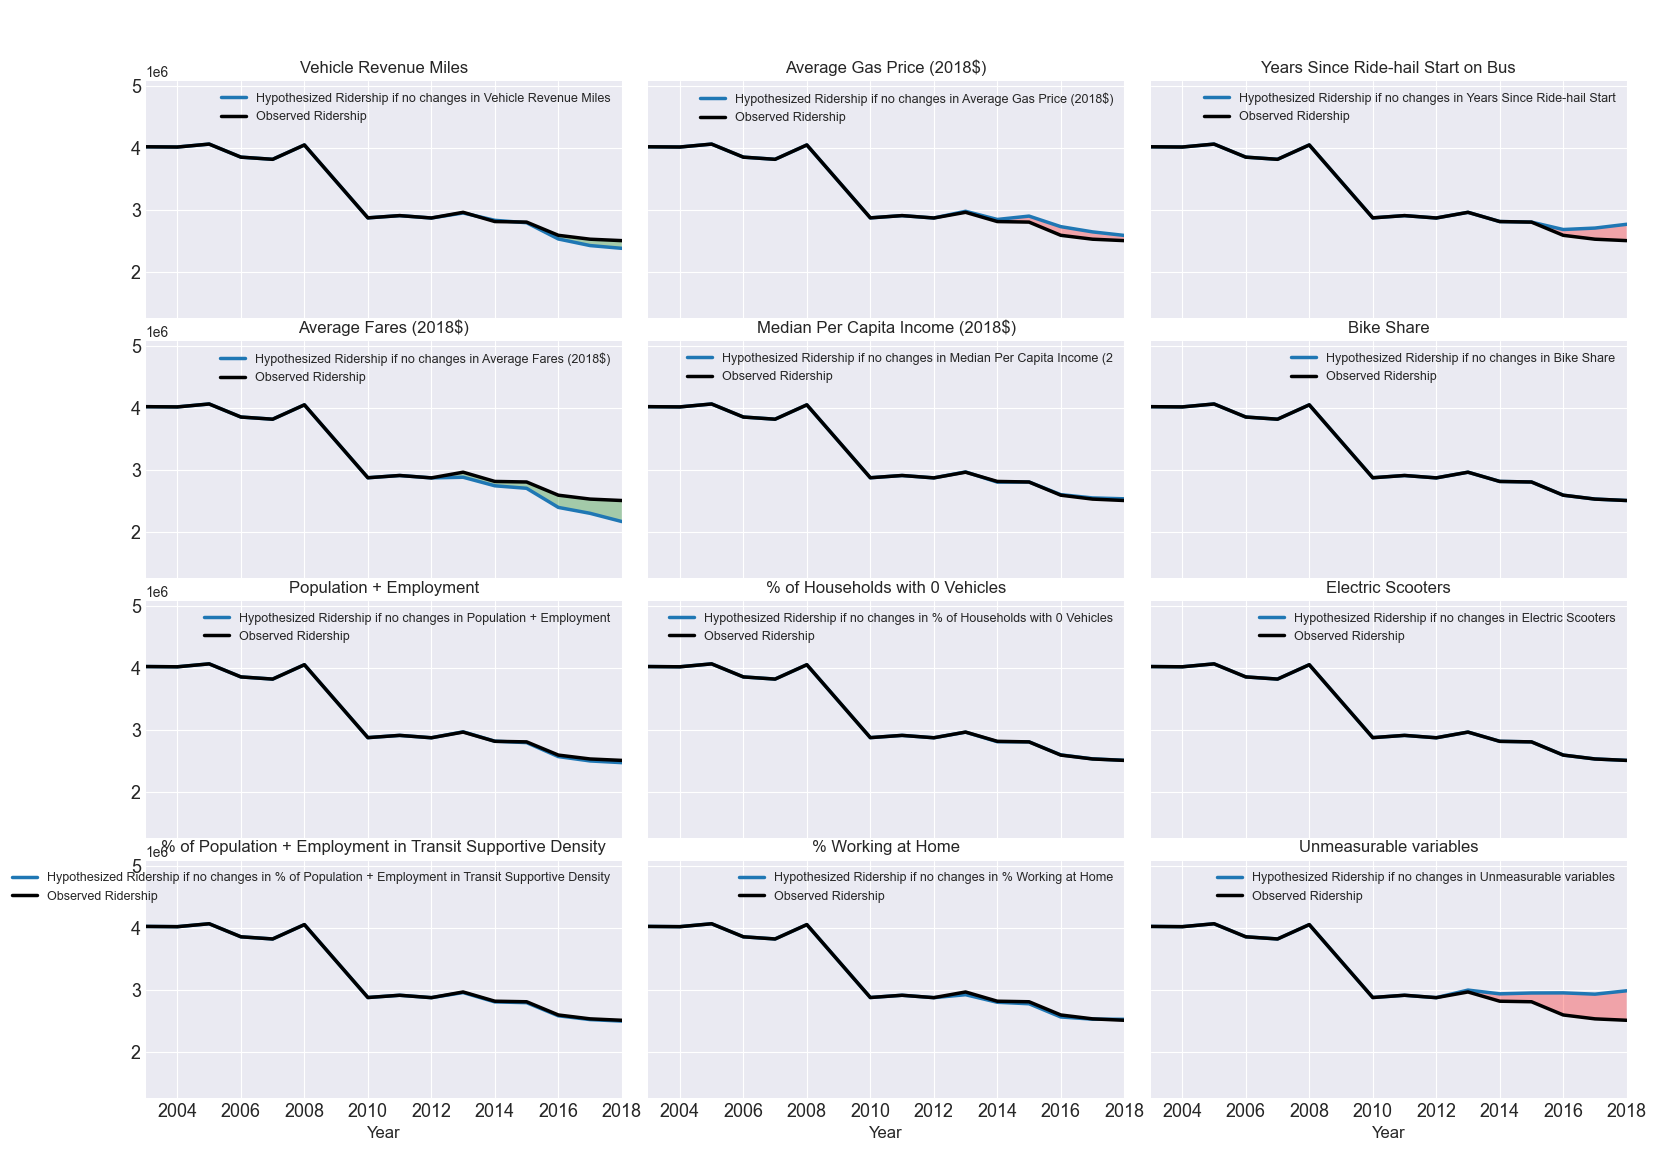 Vehicle Revenue Miles
Average Gas Price (2018$)
Years Since Ride-hail Start on Bus
1e6
5
4
3
2
Hypothesized Ridership if no changes in Vehicle Revenue Miles
Observed Ridership
Hypothesized Ridership if no changes in Average Gas Price (2018$)
Observed Ridership
Hypothesized Ridership if no changes in Years Since Ride-hail Start
Observed Ridership
Average Fares (2018$)
Median Per Capita Income (2018$)
Bike Share
1e6
5
4
3
2
Hypothesized Ridership if no changes in Average Fares (2018$)
Observed Ridership
Hypothesized Ridership if no changes in Median Per Capita Income (2
Observed Ridership
Hypothesized Ridership if no changes in Bike Share
Observed Ridership
Population + Employment
% of Households with 0 Vehicles
Electric Scooters
1e6
5
4
3
2
Hypothesized Ridership if no changes in Population + Employment
Observed Ridership
Hypothesized Ridership if no changes in % of Households with 0 Vehicles
Observed Ridership
Hypothesized Ridership if no changes in Electric Scooters
Observed Ridership
% of Population + Employment in Transit Supportive Density
% Working at Home
Unmeasurable variables
1e6
5
4
3
2
Hypothesized Ridership if no changes in % of Population + Employment in Transit Supportive Density
Observed Ridership
Hypothesized Ridership if no changes in % Working at Home
Observed Ridership
Hypothesized Ridership if no changes in Unmeasurable variables
Observed Ridership
2004 2006 2008 2010 2012 2014 2016 2018
2004 2006 2008 2010 2012 2014 2016 2018
2004 2006 2008 2010 2012 2014 2016 2018
Year
Year
Year